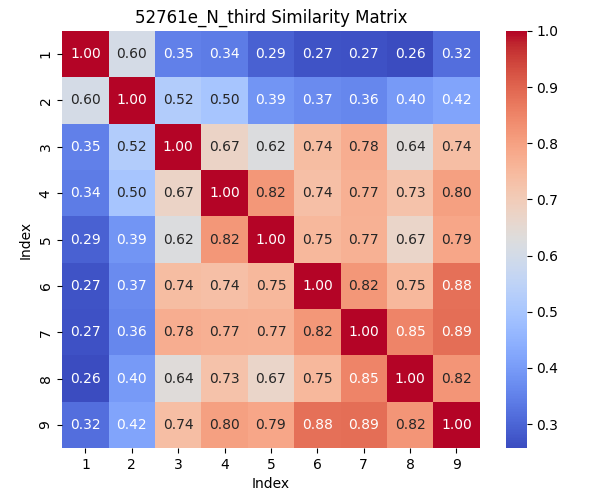 52761e_N_third Similarity Matrix
1 1.00 0.60 0.35 0.34 0.29 0.27 0.27 0.26 0.32
2 0.60 1.00 0.52 0.50 0.39 0.37 0.36 0.40 0.42
3 0.35 0.52 1.00 0.67 0.62 0.74 0.78 0.64 0.74
4 0.34 0.50 0.67 1.00 0.82 0.74 0.77 0.73 0.80
5 0.29 0.39 0.62 0.82 1.00 0.75 0.77 0.67 0.79
6 0.27 0.37 0.74 0.74 0.75 1.00 0.82 0.75 0.88
7 0.27 0.36 0.78 0.77 0.77 0.82 1.00 0.85 0.89
8 0.26 0.40 0.64 0.73 0.67 0.75 0.85 1.00 0.82
9 0.32 0.42 0.74 0.80 0.79 0.88 0.89 0.82 1.00
1 2 3 4 5 6 7 8 9
Index
Index
1.0
0.9
0.8
0.7
0.6
0.5
0.4
0.3